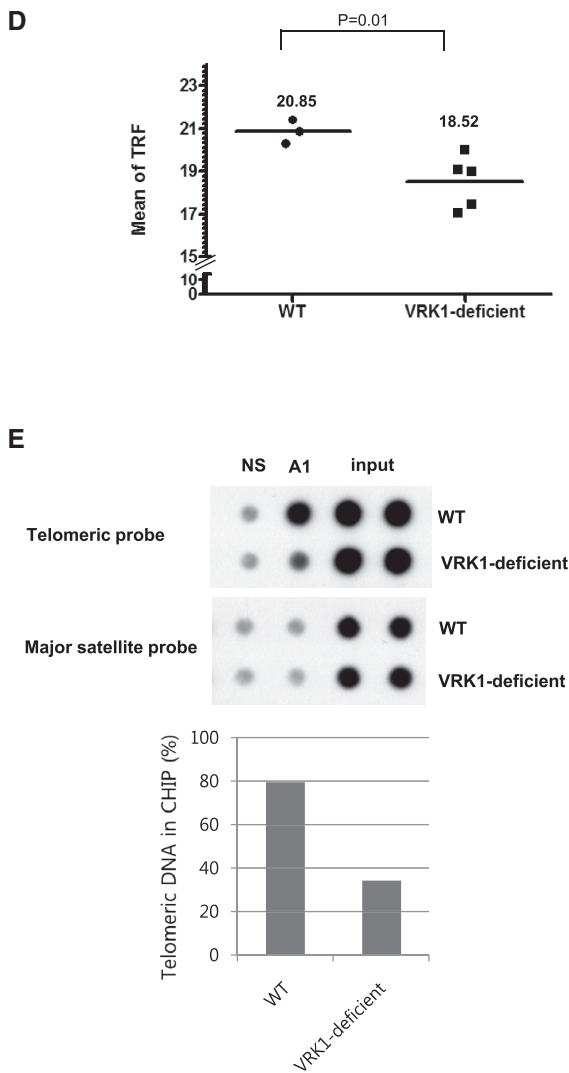 D
P=0.01
Mean of TRF
23
21
19
17
15
10
0
20.85
18.52
WT
VRK1-deficient
E
NS A1 input
Telomeric probe
WT
VRK1-deficient
Major satellite probe
WT
VRK1-deficient
Telomeric DNA in CHIP (%)
100
80
60
40
20
0
WT
VRK1-deficient